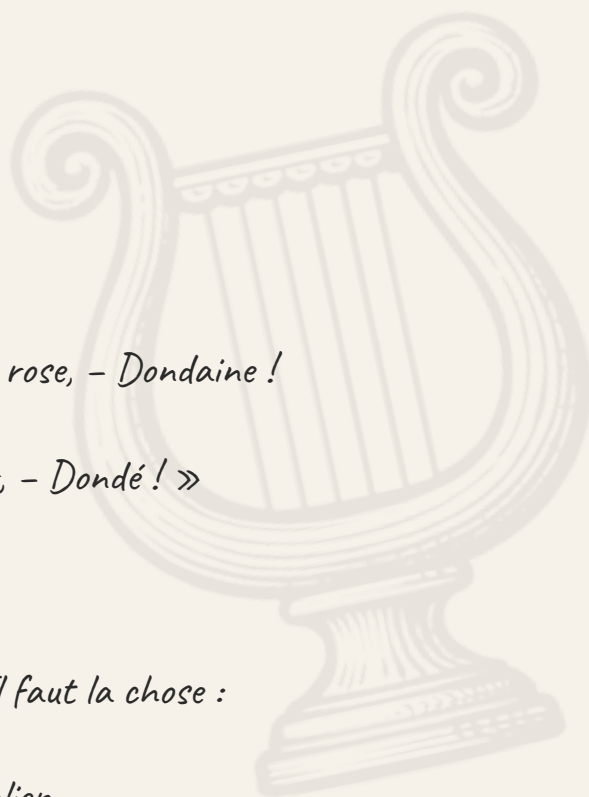 rose, – Dondaine !
, – Dondé ! »
faut la chose :